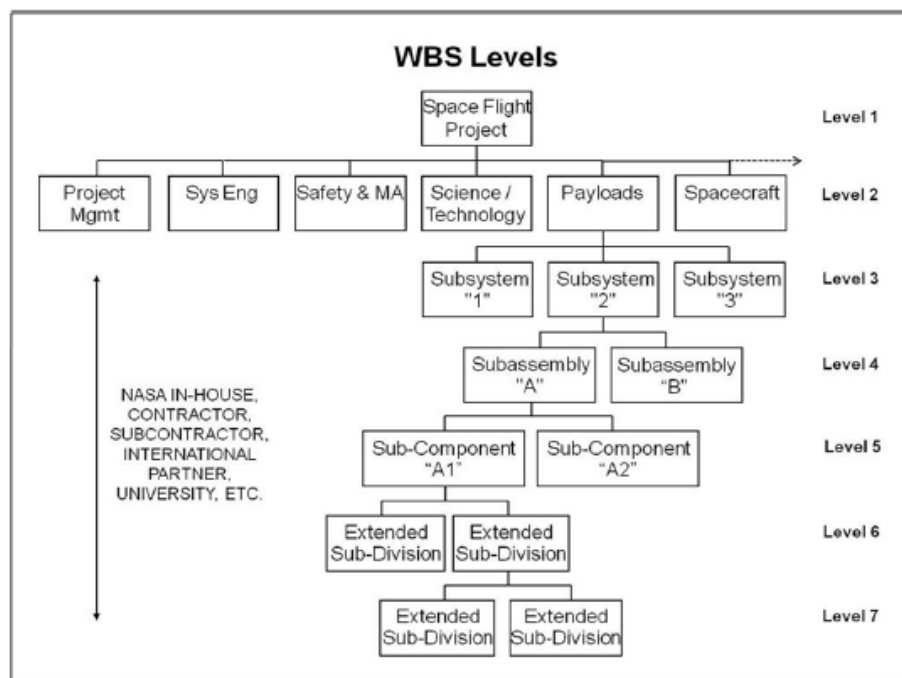 WBS Levels
Space Flight
Project
Level 1
Project
Mgmt
Sys Eng
Safety & MA
Science /
Technology
Payloads
Spacecraft
Level 2
Subsystem
"1"
Subsystem
"2"
Subsystem
"3"
Level 3
Subassembly
"A"
Subassembly
“B”
Level 4
NASA IN-HOUSE,
CONTRACTOR,
SUBCONTRACTOR,
INTERNATIONAL
PARTNER,
UNIVERSITY, ETC.
Sub-Component
“A1”
Sub-Component
“A2”
Level 5
Extended
Sub-Division
Extended
Sub-Division
Level 6
Extended
Sub-Division
Extended
Sub-Division
Level 7